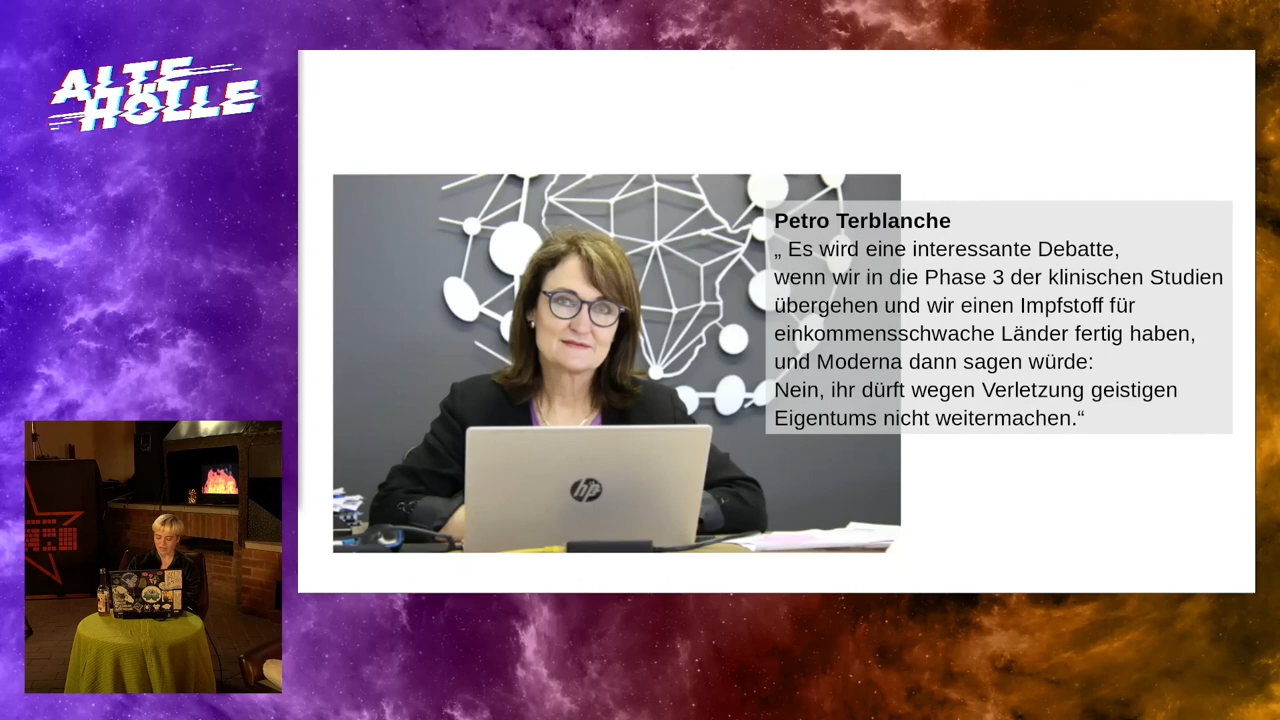 ALTE
HÖLLE
Petro Terblanche
„ Es wird eine interessante Debatte,
wenn wir in die Phase 3 der klinischen Studien
übergehen und wir einen Impfstoff für
einkommensschwache Länder fertig haben,
und Moderna dann sagen würde:
Nein, ihr dürft wegen Verletzung geistigen
Eigentums nicht weitermachen.“
hp